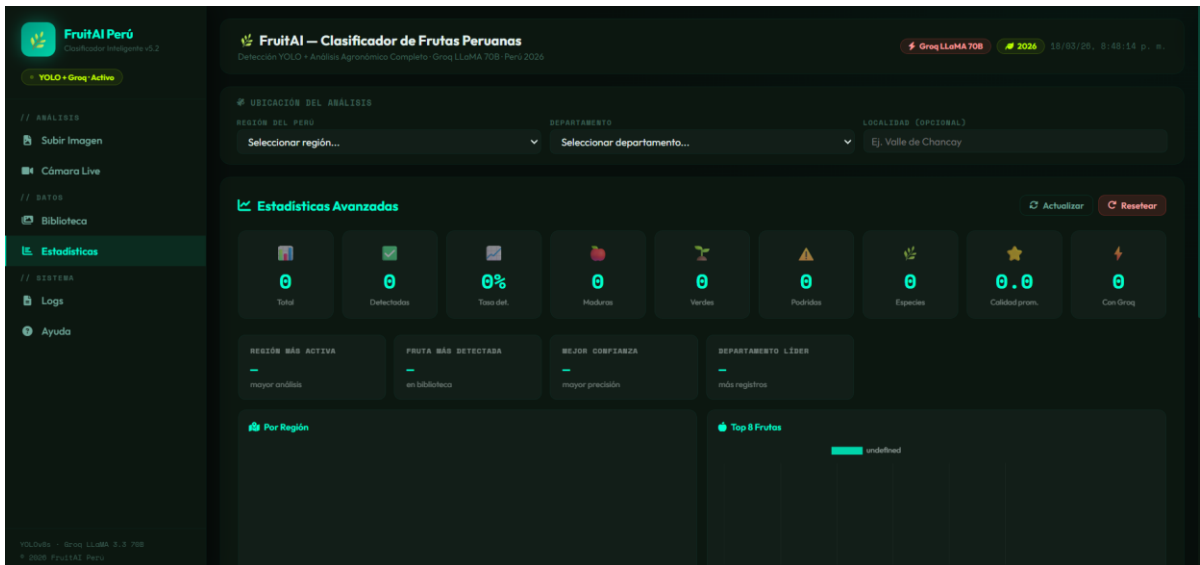 FruitAI Perú
Clasificador Inteligente v5.2
YOLO + Groq · Activo
// ANÁLISIS
Subir Imagen
Cámara Live
// DATOS
Biblioteca
Estadísticas
// SISTEMA
Logs
Ayuda
YOLOv8s · Groq LLaMA 3.3 70B
© 2026 FruitAI Perú
FruitAI — Clasificador de Frutas Peruanas
Detección YOLO + Análisis Agronómico Completo · Groq LLaMA 70B · Perú 2026
Groq LLaMA 70B
2026
18/03/26, 8:48:14 p. m.
UBICACIÓN DEL ANÁLISIS
REGIÓN DEL PERÚ
DEPARTAMENTO
LOCALIDAD (OPCIONAL)
Seleccionar región...
Seleccionar departamento...
Ej. Valle de Chancay
Estadísticas Avanzadas
Actualizar
Resetear
0
Total
0
Detectadas
0%
Tasa det.
0
Maduras
0
Verdes
0
Podridas
0
Especies
0.0
Calidad prom.
0
Con Groq
REGIÓN MÁS ACTIVA
—
mayor análisis
FRUTA MÁS DETECTADA
—
en biblioteca
MEJOR CONFIANZA
—
mayor precisión
DEPARTAMENTO LÍDER
—
más registros
Por Región
Top 8 Frutas
undefined